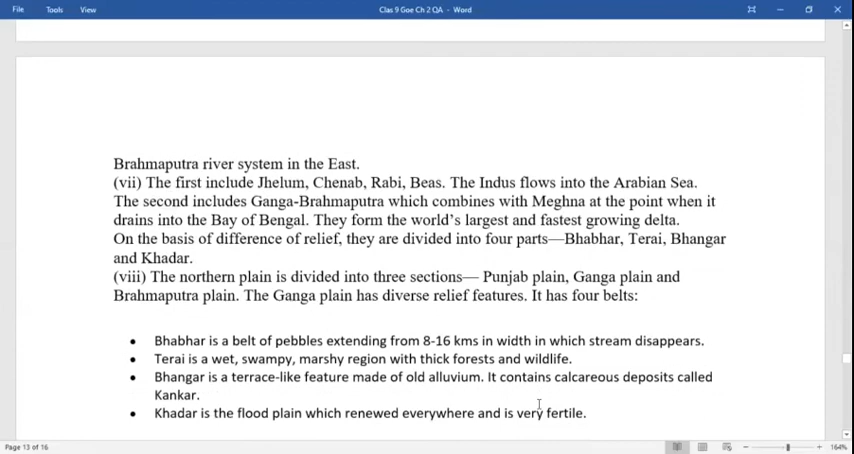 File Tools View Clas 9 Goe Ch 2 QA - Word
Brahmaputra river system in the East.
(vii) The first include Jhelum, Chenab, Rabi, Beas. The Indus flows into the Arabian Sea.
The second includes Ganga-Brahmaputra which combines with Meghna at the point when it
drains into the Bay of Bengal. They form the world’s largest and fastest growing delta.
On the basis of difference of relief, they are divided into four parts—Bhabhar, Terai, Bhangar
and Khadar.
(viii) The northern plain is divided into three sections— Punjab plain, Ganga plain and
Brahmaputra plain. The Ganga plain has diverse relief features. It has four belts:
• Bhabhar is a belt of pebbles extending from 8-16 kms in width in which stream disappears.
• Terai is a wet, swampy, marshy region with thick forests and wildlife.
• Bhangar is a terrace-like feature made of old alluvium. It contains calcareous deposits called
Kankar.
• Khadar is the flood plain which renewed everywhere and is very fertile.
Page 13 of 16 164%